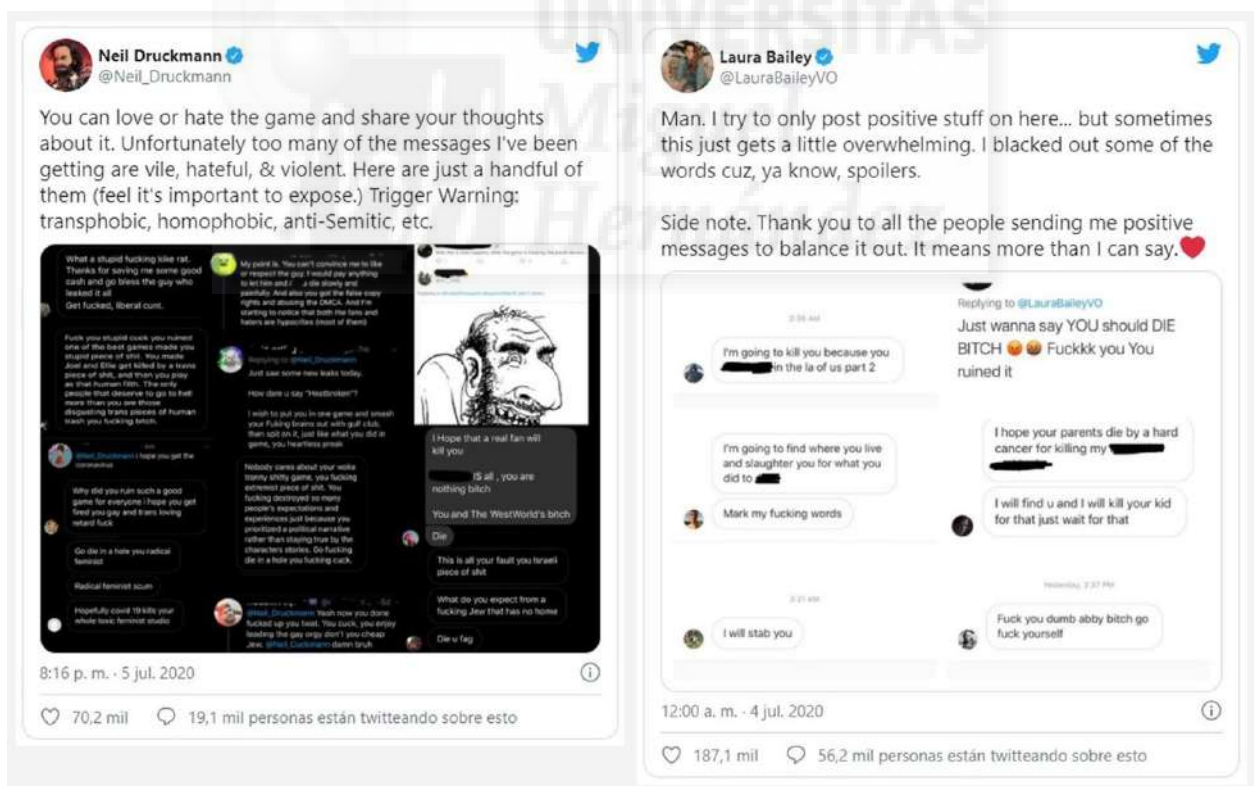 UNIVERSITAS
Miguel
Hernández
Neil Druckmann
@Neil_Druckmann
You can love or hate the game and share your thoughts
about it. Unfortunately too many of the messages I've been
getting are vile, hateful, & violent. Here are just a handful of
them (feel it's important to expose.) Trigger Warning:
transphobic, homophobic, anti-Semitic, etc.
What a stupid fucking kike rat.
Thanks for saving me some good
cash and go bless the guy who
leaked it all
Get fucked, liberal cunt.
Fuck you stupid cuck you ruined
one of the best games made you
stupid piece of shit. You made
Joel and Ellie get killed by a trans
piece of shit, and then you play
as that human filth. The only
people that deserve to go to hell
more than you are those
disgusting trans pieces of human
trash you fucking bitch.
@Neil_Druckmann I hope you get the
coronavirus
Why did you ruin such a good
game for everyone i hope you get
fired you gay and trans loving
retard fuck
Go die in a hole you radical
feminist
Radical feminist scum
Hopefully covid 19 kills your
whole toxic feminist studio
My point is. You can't convince me to like
or respect the guy. I would pay anything
to let him and
a die slowly and
painfully. And also you got the false copy
rights and abusing the DMCA. And I'm
starting to notice that both the fans and
haters are hypocrites (most of them)
Replying to @Neil_Druckmann
Just saw some new leaks today.
How dare u say "Heatbroken"?
I wish to put you in one game and smash
your Fuking brains out with gulf club,
then spit on it, just like what you did in
game, you heartless
Nobody cares about your woke
tranny shitty game, you fucking
extremist piece of shit. You
fucking destroyed so many
people's expectations and
experiences just because you
prioritized a political narrative
rather than staying true by the
characters stories. Go fucking
die in a hole you fucking cuck.
@Neil_Druckmann Yeah now you done
fucked up you twat. You cuck, you enjoy
leading the gay orgy don't you cheap
Jew. damn bruh
I Hope that a real fan will
kill you
IS all , you are
nothing bitch
You and The WestWorld's bitch
Die
This is all your fault you Israeli
piece of shit
What do you expect from a
fucking Jew that has no home
Die u fag
8:16 p. m. · 5 jul. 2020
70,2 mil
19,1 mil personas están twitteando sobre esto
Laura Bailey
@LauraBaileyVO
Man. I try to only post positive stuff on here... but sometimes
this just gets a little overwhelming. I blacked out some of the
words cuz, ya know, spoilers.
Side note. Thank you to all the people sending me positive
messages to balance it out. It means more than I can say.
I'm going to kill you because you
in the la of us part 2
I'm going to find where you live
and slaughter you for what you
did to
Mark my fucking words
3:21 AM
I will stab you
Replying to @LauraBaileyVO
Just wanna say YOU should DIE
BITCH Fuckkk you You
ruined it
I hope your parents die by a hard
cancer for killing my
I will find u and I will kill your kid
for that just wait for that
Yesterday, 2:37 PM
Fuck you dumb abby bitch go
fuck yourself
12:00 a. m. · 4 jul. 2020
187,1 mil
56,2 mil personas están twitteando sobre esto